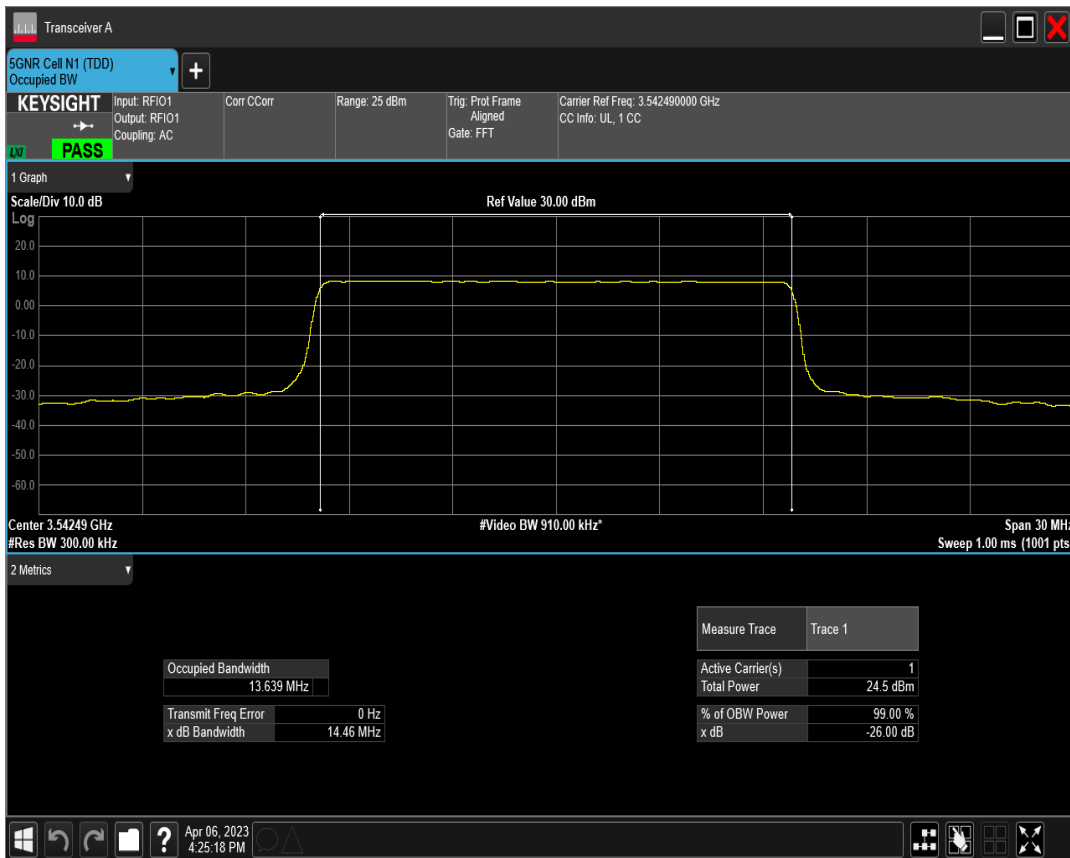 Transceiver A
5GNR Cell N1 (TDD)
Occupied BW
+
KEYSIGHT
LXI
PASS
Input: RFIO1
Output: RFIO1
Coupling: AC
Corr CCorr
Range: 25 dBm
Trig: Prot Frame
Aligned
Gate: FFT
Carrier Ref Freq: 3.542490000 GHz
CC Info: UL, 1 CC
1 Graph
Scale/Div 10.0 dB
Ref Value 30.00 dBm
Log
20.0
10.0
0.00
-10.0
-20.0
-30.0
-40.0
-50.0
-60.0
Center 3.54249 GHz
#Video BW 910.00 kHz*
Span 30 MHz
#Res BW 300.00 kHz
Sweep 1.00 ms (1001 pts
2 Metrics
Measure Trace Trace 1
Occupied Bandwidth
13.639 MHz
Active Carrier(s) 1
Total Power 24.5 dBm
Transmit Freq Error 0 Hz
x dB Bandwidth 14.46 MHz
% of OBW Power 99.00 %
x dB -26.00 dB
?
Apr 06, 2023
4:25:18 PM